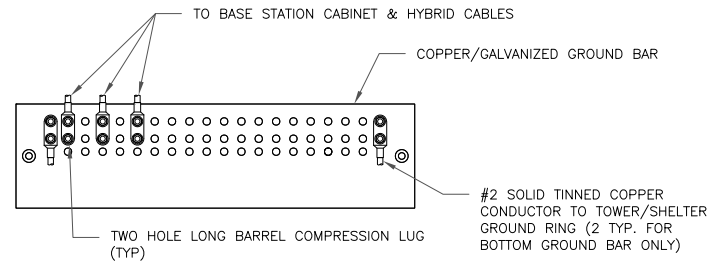 TO BASE STATION CABINET & HYBRID CABLES
COPPER/GALVANIZED GROUND BAR
#2 SOLID TINNED COPPER
CONDUCTOR TO TOWER/SHELTER
GROUND RING (2 TYP. FOR
BOTTOM GROUND BAR ONLY)
TWO HOLE LONG BARREL COMPRESSION LUG
(TYP)